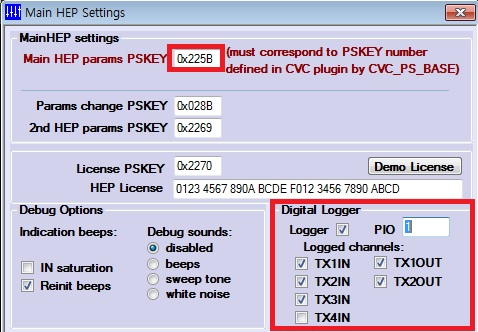 Main HEP Settings
MainHEP settings
Main HEP params PSKEY 0x225B (must correspond to PSKEY number
defined in CVC plugin by CVC_PS_BASE)
Params change PSKEY 0x028B
2nd HEP params PSKEY 0x2269
License PSKEY 0x2270 Demo License
HEP License 0123 4567 890A BCDE F012 3456 7890 ABCD
Debug Options
Indication beeps:
IN saturation
Reinit beeps
Debug sounds:
disabled
beeps
sweep tone
white noise
Digital Logger
Logger PIO 1
Logged channels:
TX1IN TX1OUT
TX2IN TX2OUT
TX3IN
TX4IN